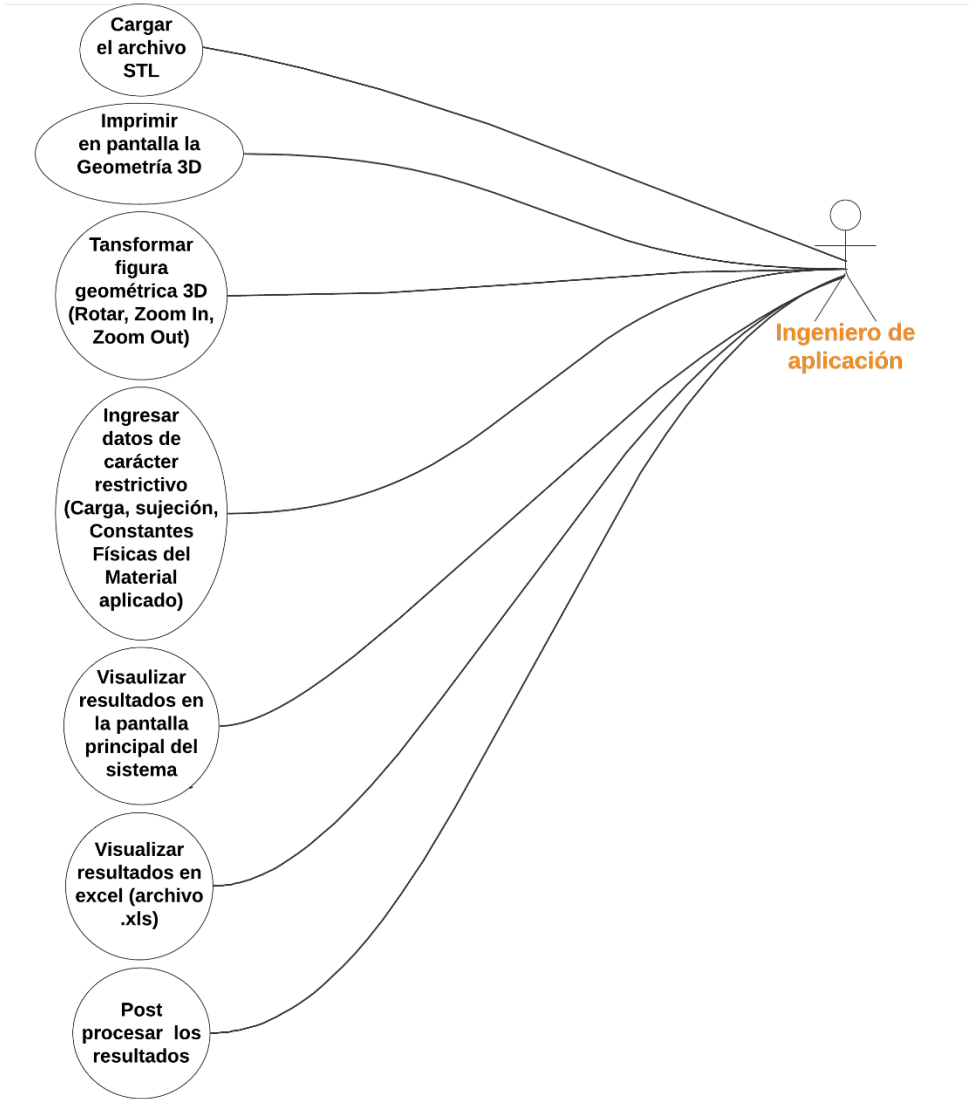 Cargar
el archivo
STL
Imprimir
en pantalla la
Geometría 3D
Tansformar
figura
geométrica 3D
(Rotar, Zoom In,
Zoom Out)
Ingresar
datos de
carácter
restrictivo
(Carga, sujeción,
Constantes
Físicas del
Material
aplicado)
Visaulizar
resultados en
la pantalla
principal del
sistema
Visualizar
resultados en
excel (archivo
.xls)
Post
procesar los
resultados
Ingeniero de
aplicación